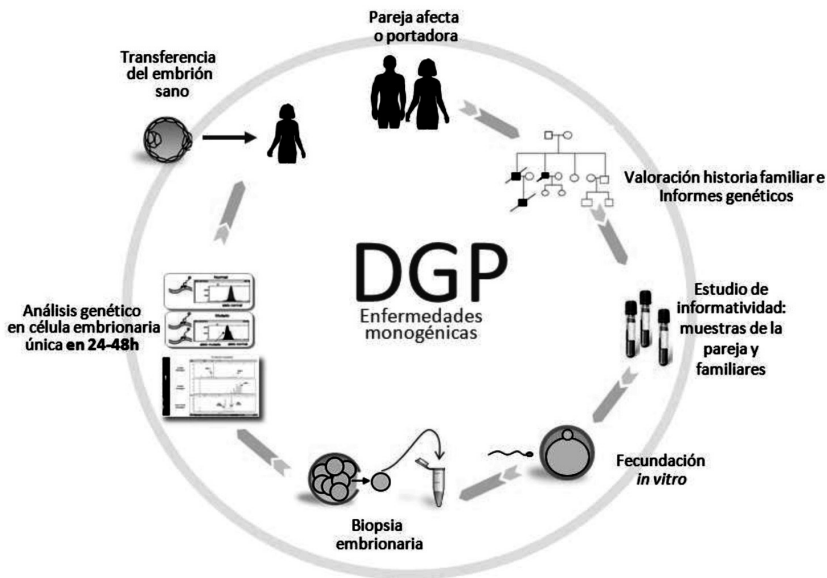 Pareja afecta
o portadora
Valoración historia familiar e
Informes genéticos
Estudio de
informatividad:
muestras de la
pareja y
familiares
Fecundación
in vitro
Biopsia
embrionaria
Análisis genético
en célula embrionaria
única en 24-48h
Transferencia
del embrión
sano
DGP
Enfermedades
monogénicas